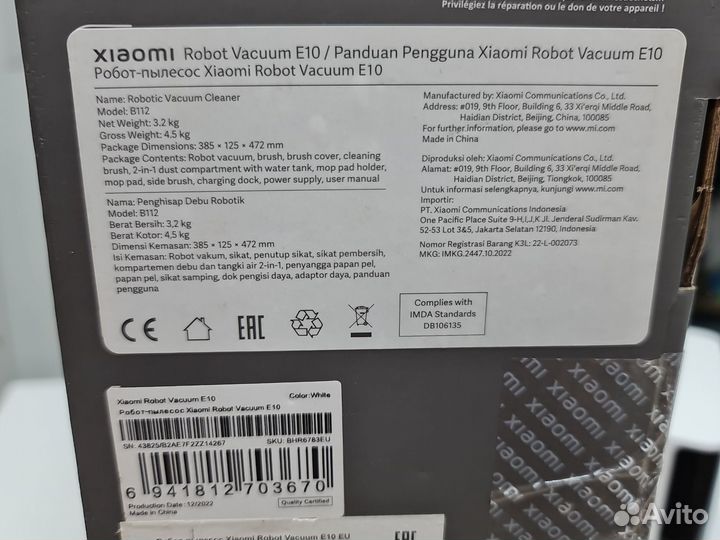 Privilégiez la réparation ou le don de votre appareil !
xiaomi Robot Vacuum E10 / Panduan Pengguna Xiaomi Robot Vacuum E10
Робот-пылесос Xiaomi Robot Vacuum E10
Name: Robotic Vacuum Cleaner
Model: B112
Net Weight: 3.2 kg
Gross Weight: 4.5 kg
Package Dimensions: 385 × 125 × 472 mm
Package Contents: Robot vacuum, brush, brush cover, cleaning
brush, 2-in-1 dust compartment with water tank, mop pad holder,
mop pad, side brush, charging dock, power supply, user manual
Nama: Penghisap Debu Robotik
Model: B112
Berat Bersih: 3,2 kg
Berat Kotor: 4,5 kg
Dimensi Kemasan: 385 × 125 × 472 mm
Isi Kemasan: Robot vakum, sikat, penutup sikat, sikat pembersih,
kompartemen debu dan tangki air 2-in-1, penyangga papan pel,
papan pel, sikat samping, dok pengisi daya, adaptor daya, panduan
pengguna
Manufactured by: Xiaomi Communications Co., Ltd.
Address: #019, 9th Floor, Building 6, 33 Xi'erqi Middle Road,
Haidian District, Beijing, China, 100085
For further information, please go to www.mi.com
Made in China
Diproduksi oleh: Xiaomi Communications Co., Ltd.
Alamat: #019, 9th Floor, Building 6, 33 Xi'erqi Middle Road,
Haidian District, Beijing, Tiongkok, 100085
Untuk informasi selengkapnya, kunjungi www.mi.com
Importir:
PT. Xiaomi Communications Indonesia
One Pacific Place Suite 9-H,I,J,K Jl. Jenderal Sudirman Kav.
52-53 Lot 3&5, Jakarta Selatan 12190, Indonesia
Nomor Registrasi Barang K3L: 22-L-002073
MKG: IMKG.2447.10.2022
CE
EAC
Complies with
IMDA Standards
DB106135
Xiaomi Robot Vacuum E10
Color: White
Робот-пылесос Xiaomi Robot Vacuum E10
SN: 43825/B2AE7F2ZZ14267
SKU: BHR6783EU
6 941812 703670
Production Date: 12/2022
Made in China
Quality Certified
Xiaomi Robot Vacuum E10 EU
EAC
xiaomi
xiaomi
xiaomi
xiaomi
Avito